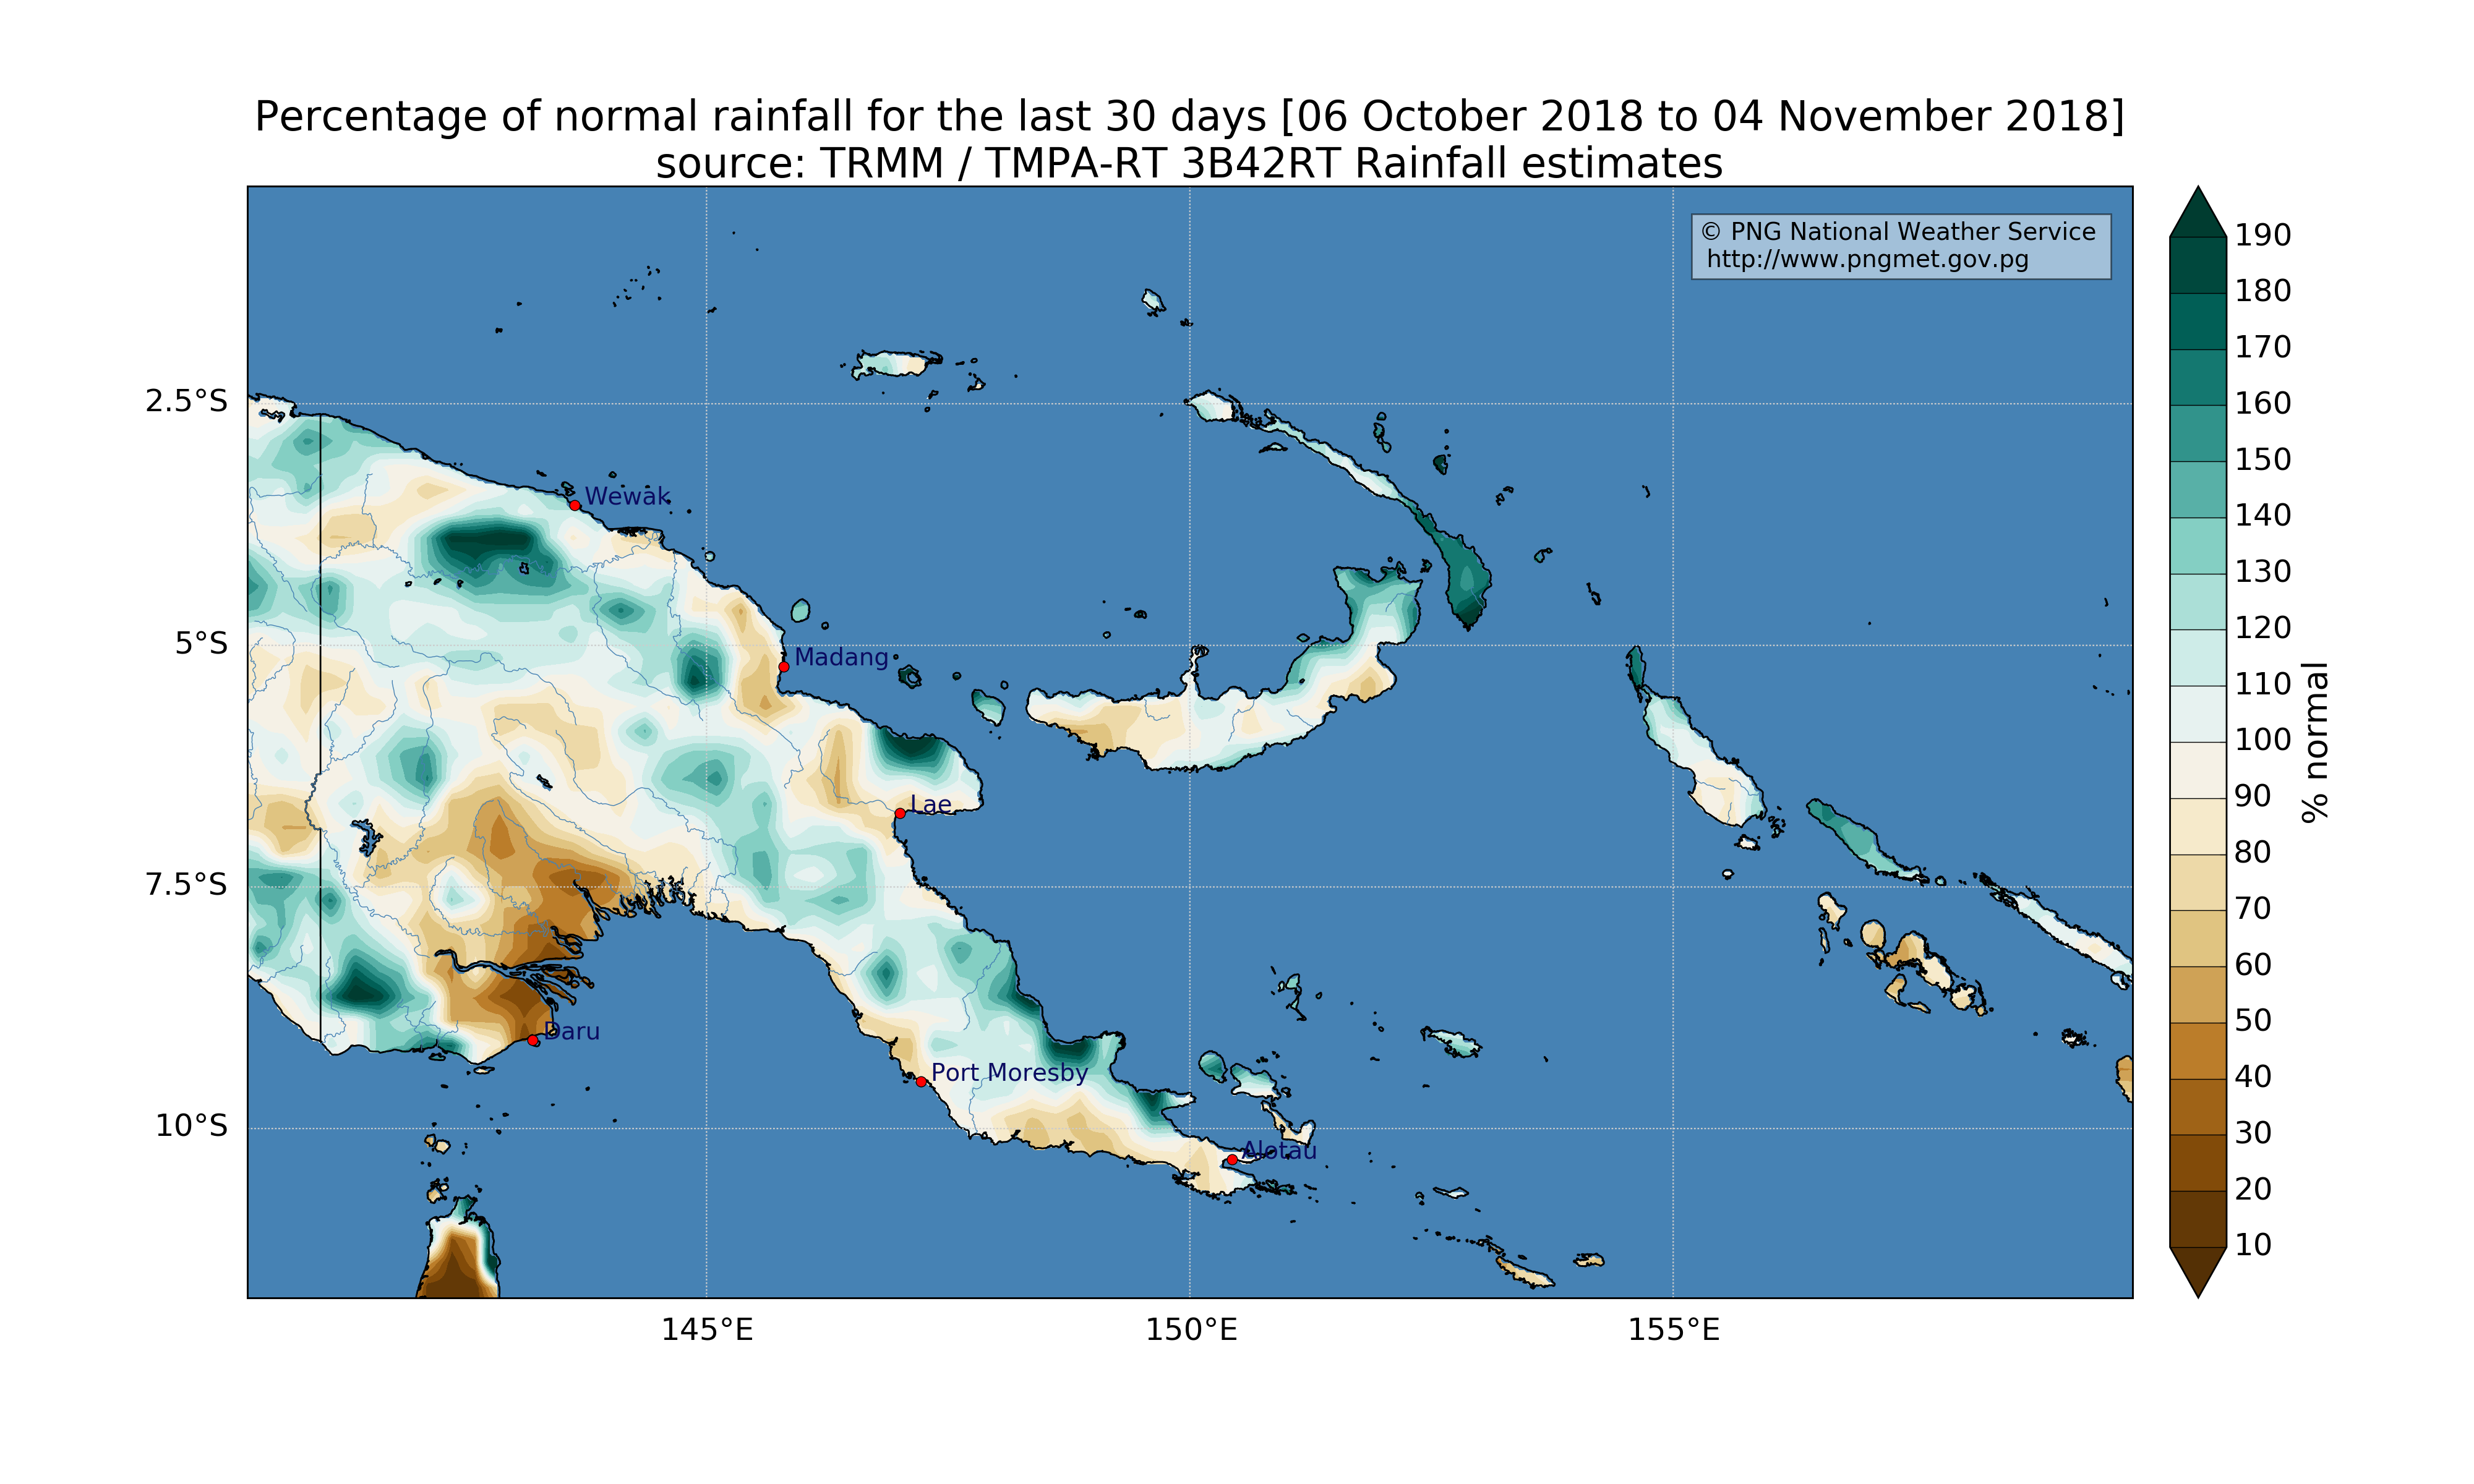 Percentage of normal rainfall for the last 30 days [06 October 2018 to 04 November 2018]
source: TRMM / TMPA-RT 3B42RT Rainfall estimates
© PNG National Weather Service
http://www.pngmet.gov.pg
2.5°S
5°S
7.5°S
10°S
Wewak
Madang
Lae
Daru
Port Moresby
Alotau
145°E
150°E
155°E
190
180
170
160
150
140
130
120
110
100
90
80
70
60
50
40
30
20
10
% normal